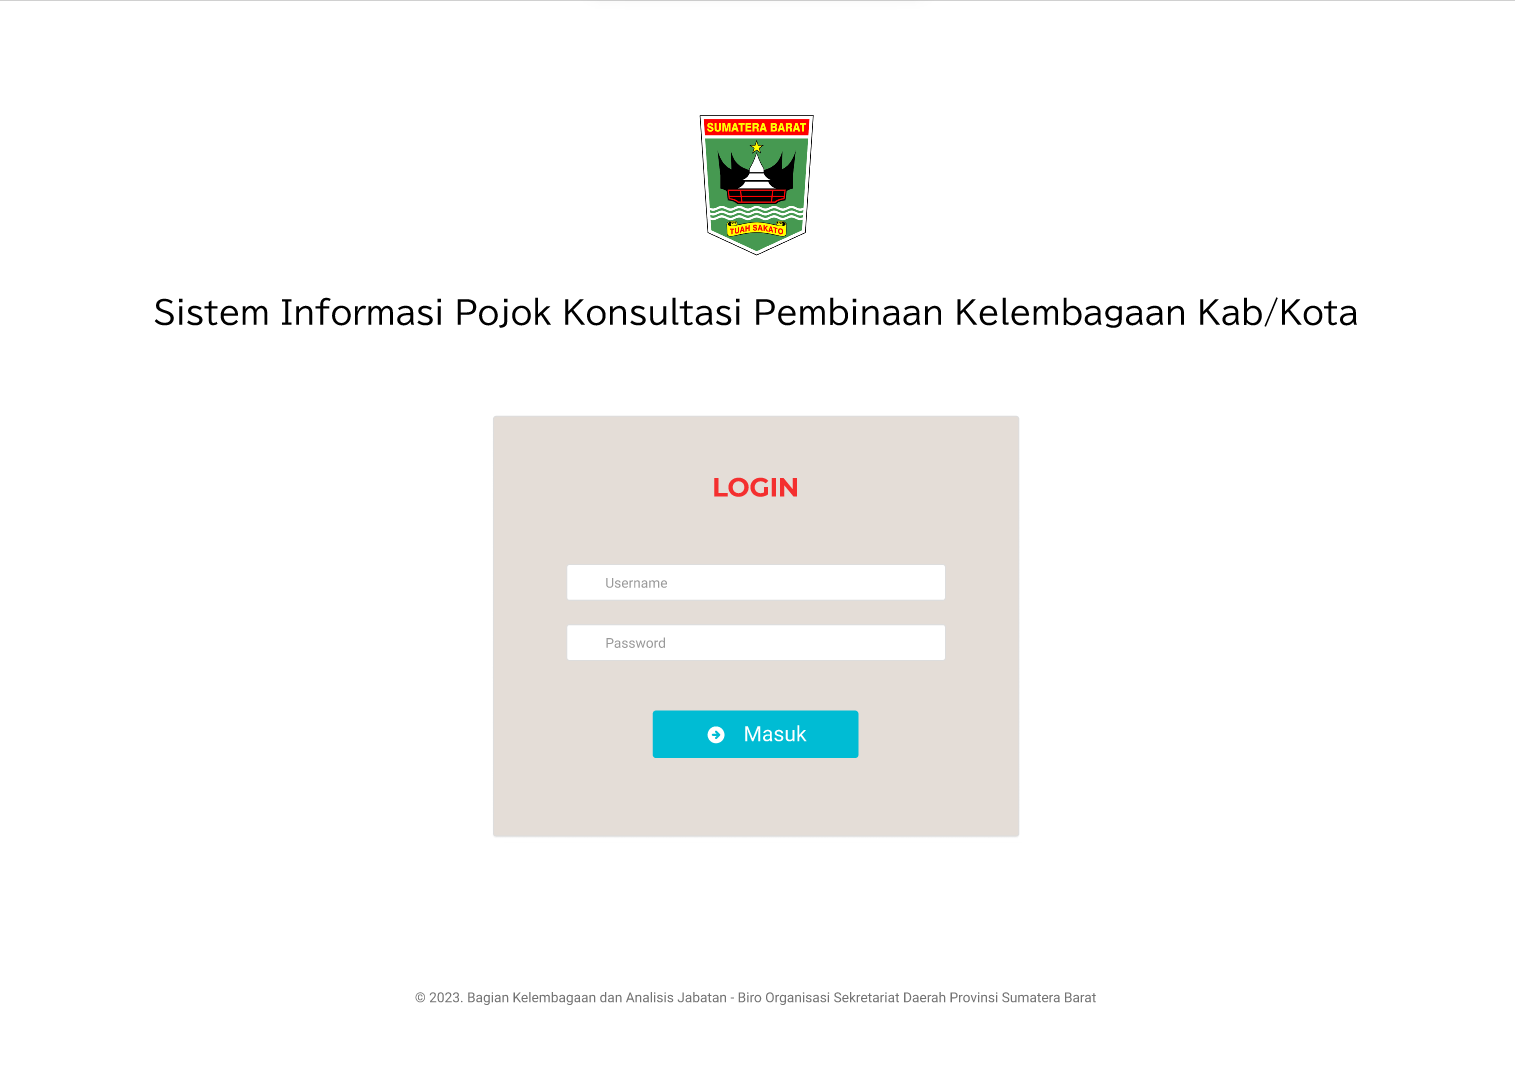 SUMATERA BARAT
TUAH SAKATO
Sistem Informasi Pojok Konsultasi Pembinaan Kelembagaan Kab/Kota
LOGIN
Username
Password
Masuk
© 2023. Bagian Kelembagaan dan Analisis Jabatan - Biro Organisasi Sekretariat Daerah Provinsi Sumatera Barat